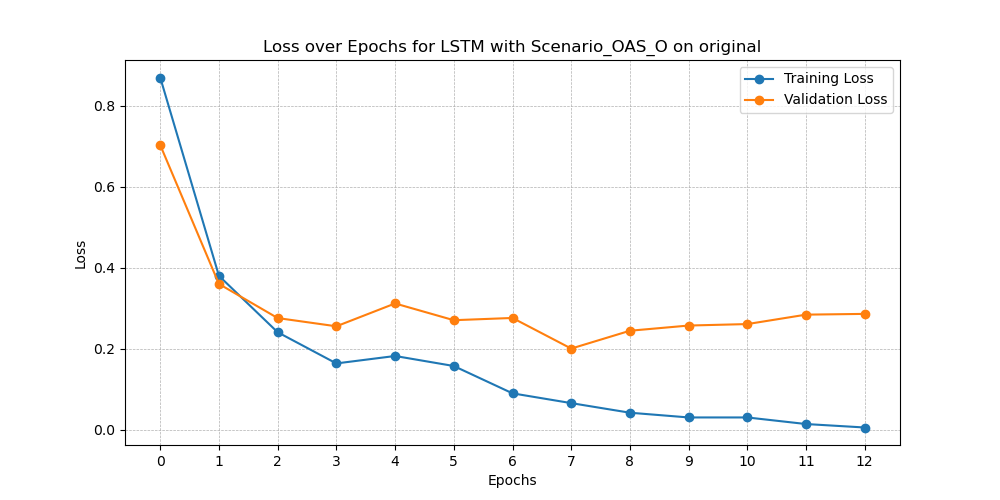 Loss over Epochs for LSTM with Scenario_OAS_O on original
Training Loss
Validation Loss
Loss
0.8
0.6
0.4
0.2
0.0
0 1 2 3 4 5 6 7 8 9 10 11 12
Epochs